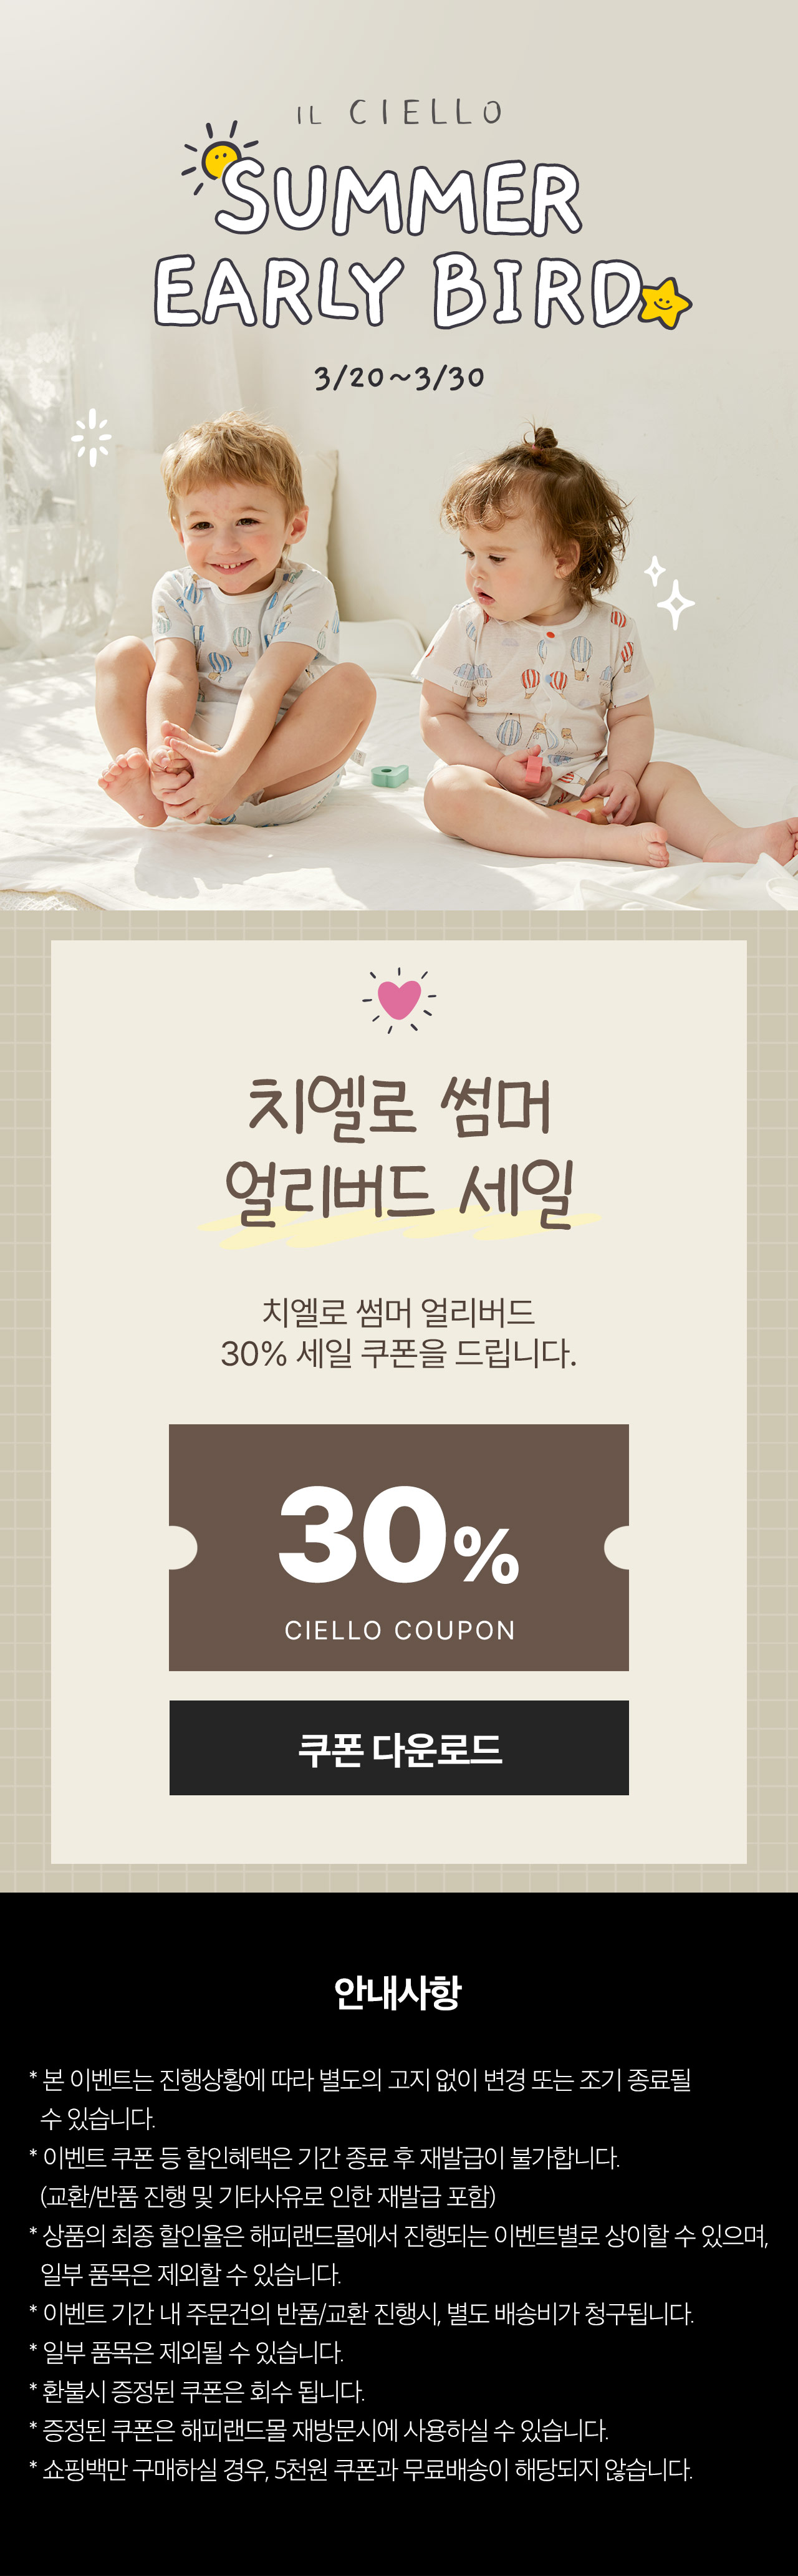 IL CIELLO
SUMMER
EARLY BIRD
3/20~3/30
치엘로 썸머
얼리버드 세일
치엘로 썸머 얼리버드
30% 세일 쿠폰을 드립니다.
30%
CIELLO COUPON
쿠폰 다운로드
안내사항
* 본 이벤트는 진행상황에 따라 별도의 고지 없이 변경 또는 조기 종료될
수 있습니다.
* 이벤트 쿠폰 등 할인혜택은 기간 종료 후 재발급이 불가합니다.
(교환/반품 진행 및 기타사유로 인한 재발급 포함)
* 상품의 최종 할인율은 해피랜드몰에서 진행되는 이벤트별로 상이할 수 있으며,
일부 품목은 제외할 수 있습니다.
* 이벤트 기간 내 주문건의 반품/교환 진행시, 별도 배송비가 청구됩니다.
* 일부 품목은 제외될 수 있습니다.
* 환불시 증정된 쿠폰은 회수 됩니다.
* 증정된 쿠폰은 해피랜드몰 재방문시에 사용하실 수 있습니다.
* 쇼핑백만 구매하실 경우, 5천원 쿠폰과 무료배송이 해당되지 않습니다.